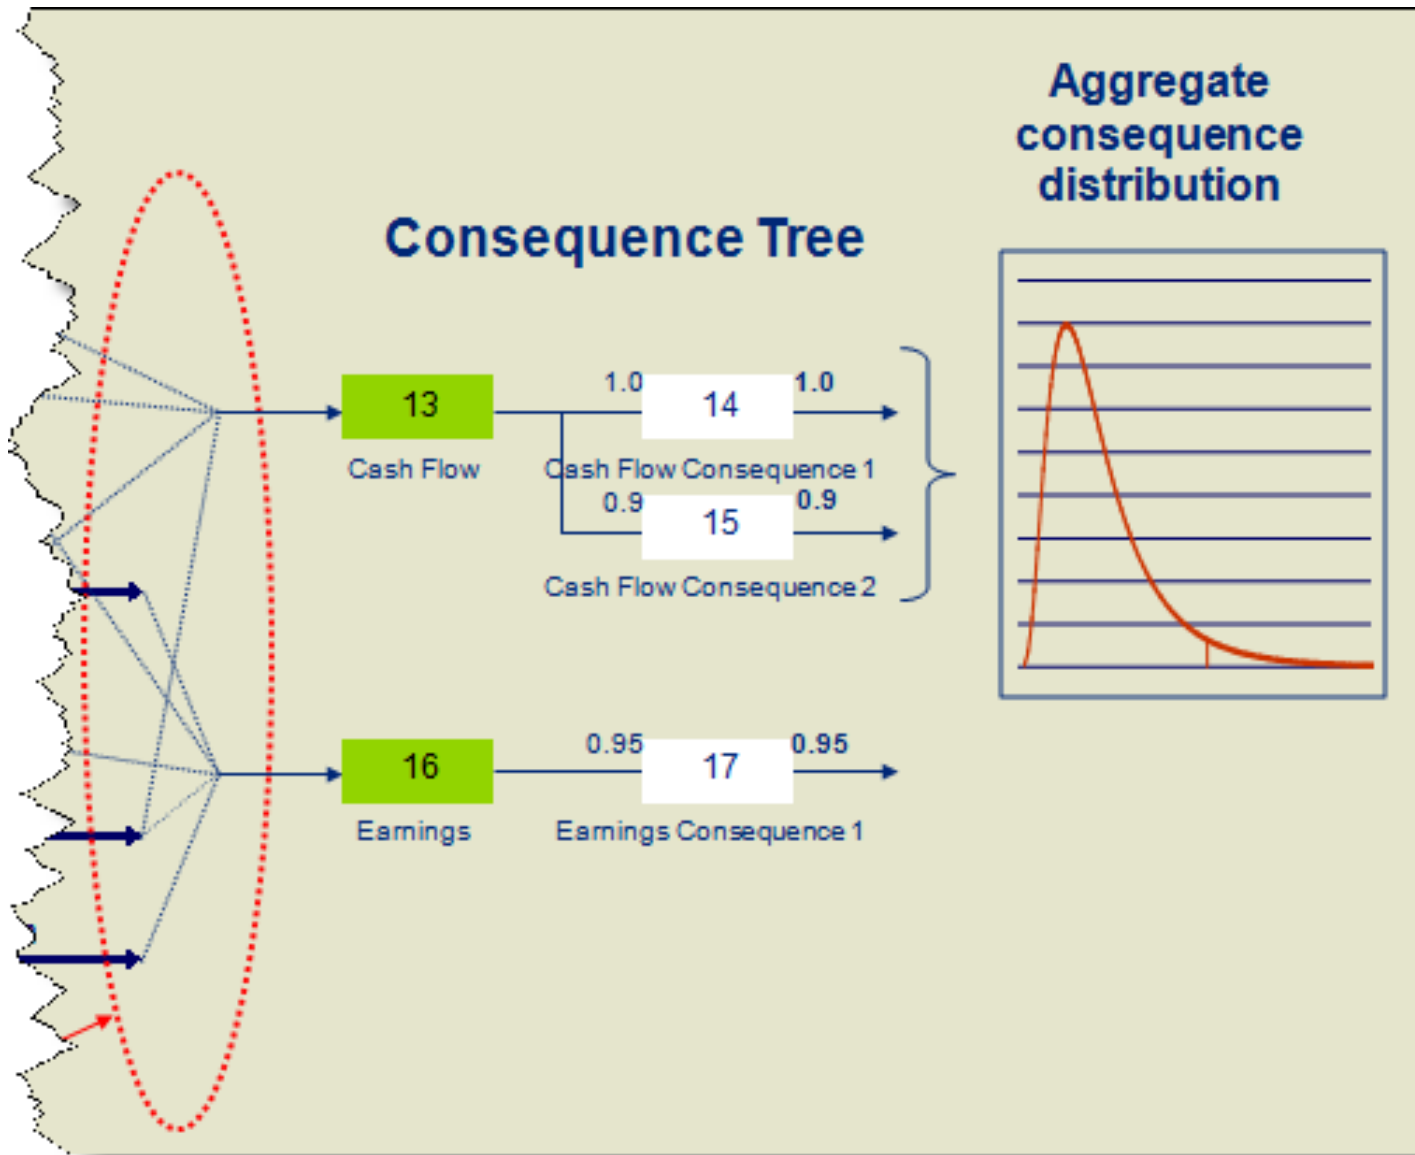 Aggregate
consequence
distribution
Consequence Tree
13
1.0
14
1.0
Cash Flow
Cash Flow Consequence 1
0.9
15
0.9
Cash Flow Consequence 2
16
0.95
17
0.95
Earnings
Earnings Consequence 1